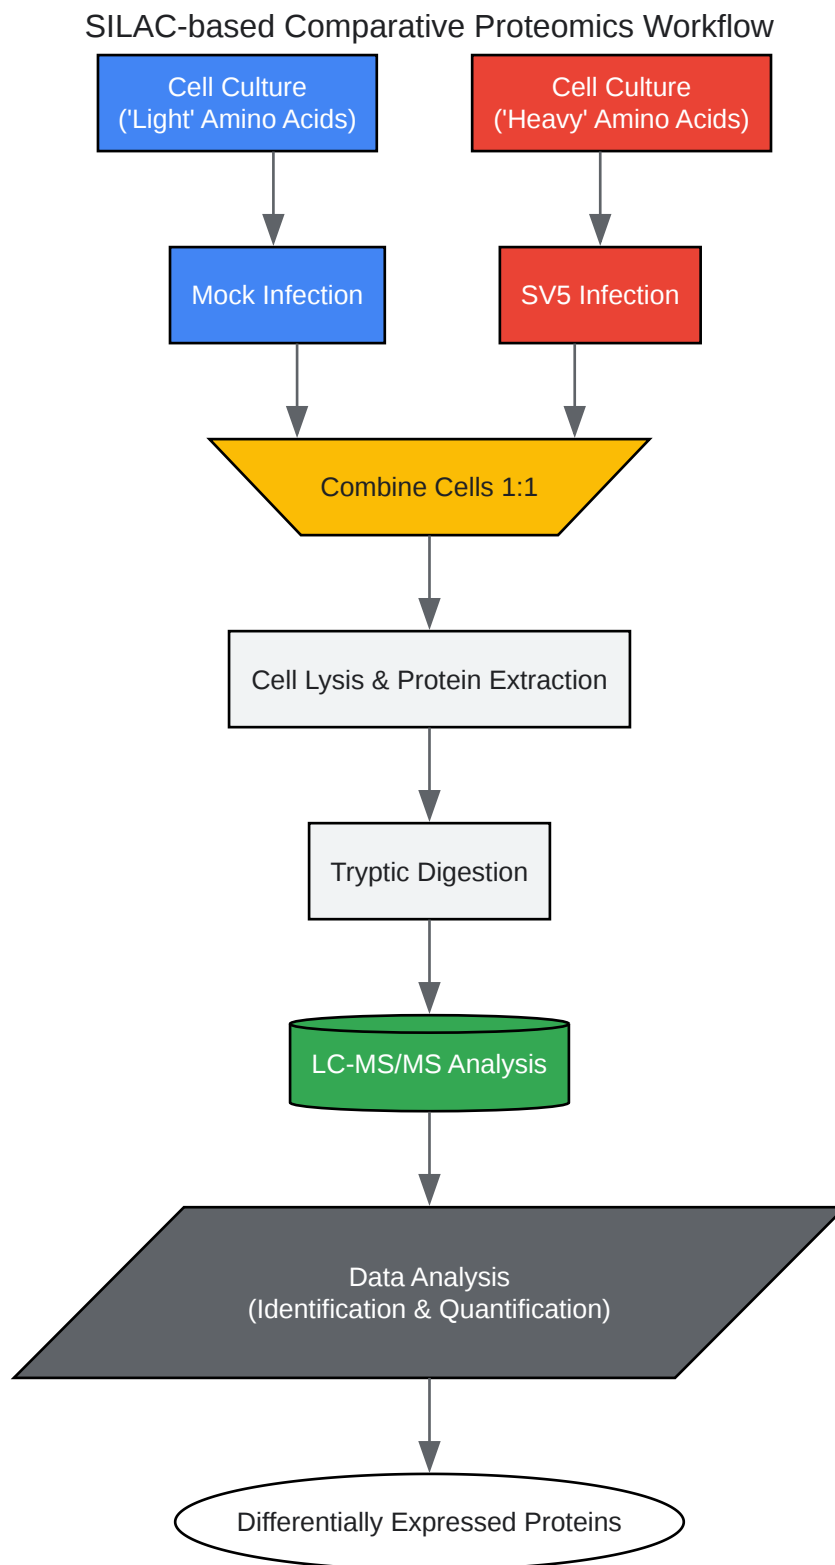 SILAC-based Comparative Proteomics Workflow
Cell Culture
('Light' Amino Acids)
Cell Culture
('Heavy' Amino Acids)
Mock Infection
SV5 Infection
Combine Cells 1:1
Cell Lysis & Protein Extraction
Tryptic Digestion
LC-MS/MS Analysis
Data Analysis
(Identification & Quantification)
Differentially Expressed Proteins